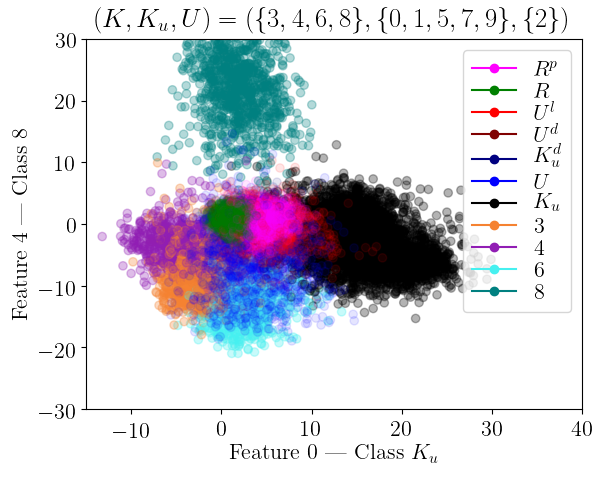 (K, K_u, U) = ({3, 4, 6, 8}, {0, 1, 5, 7, 9}, {2})
30
20
10
0
−10
−20
−30
Feature 4 — Class 8
−10
0
10
20
30
40
Feature 0 — Class K_u
R^p
R
U^l
U^d
K_u^d
U
K_u
3
4
6
8